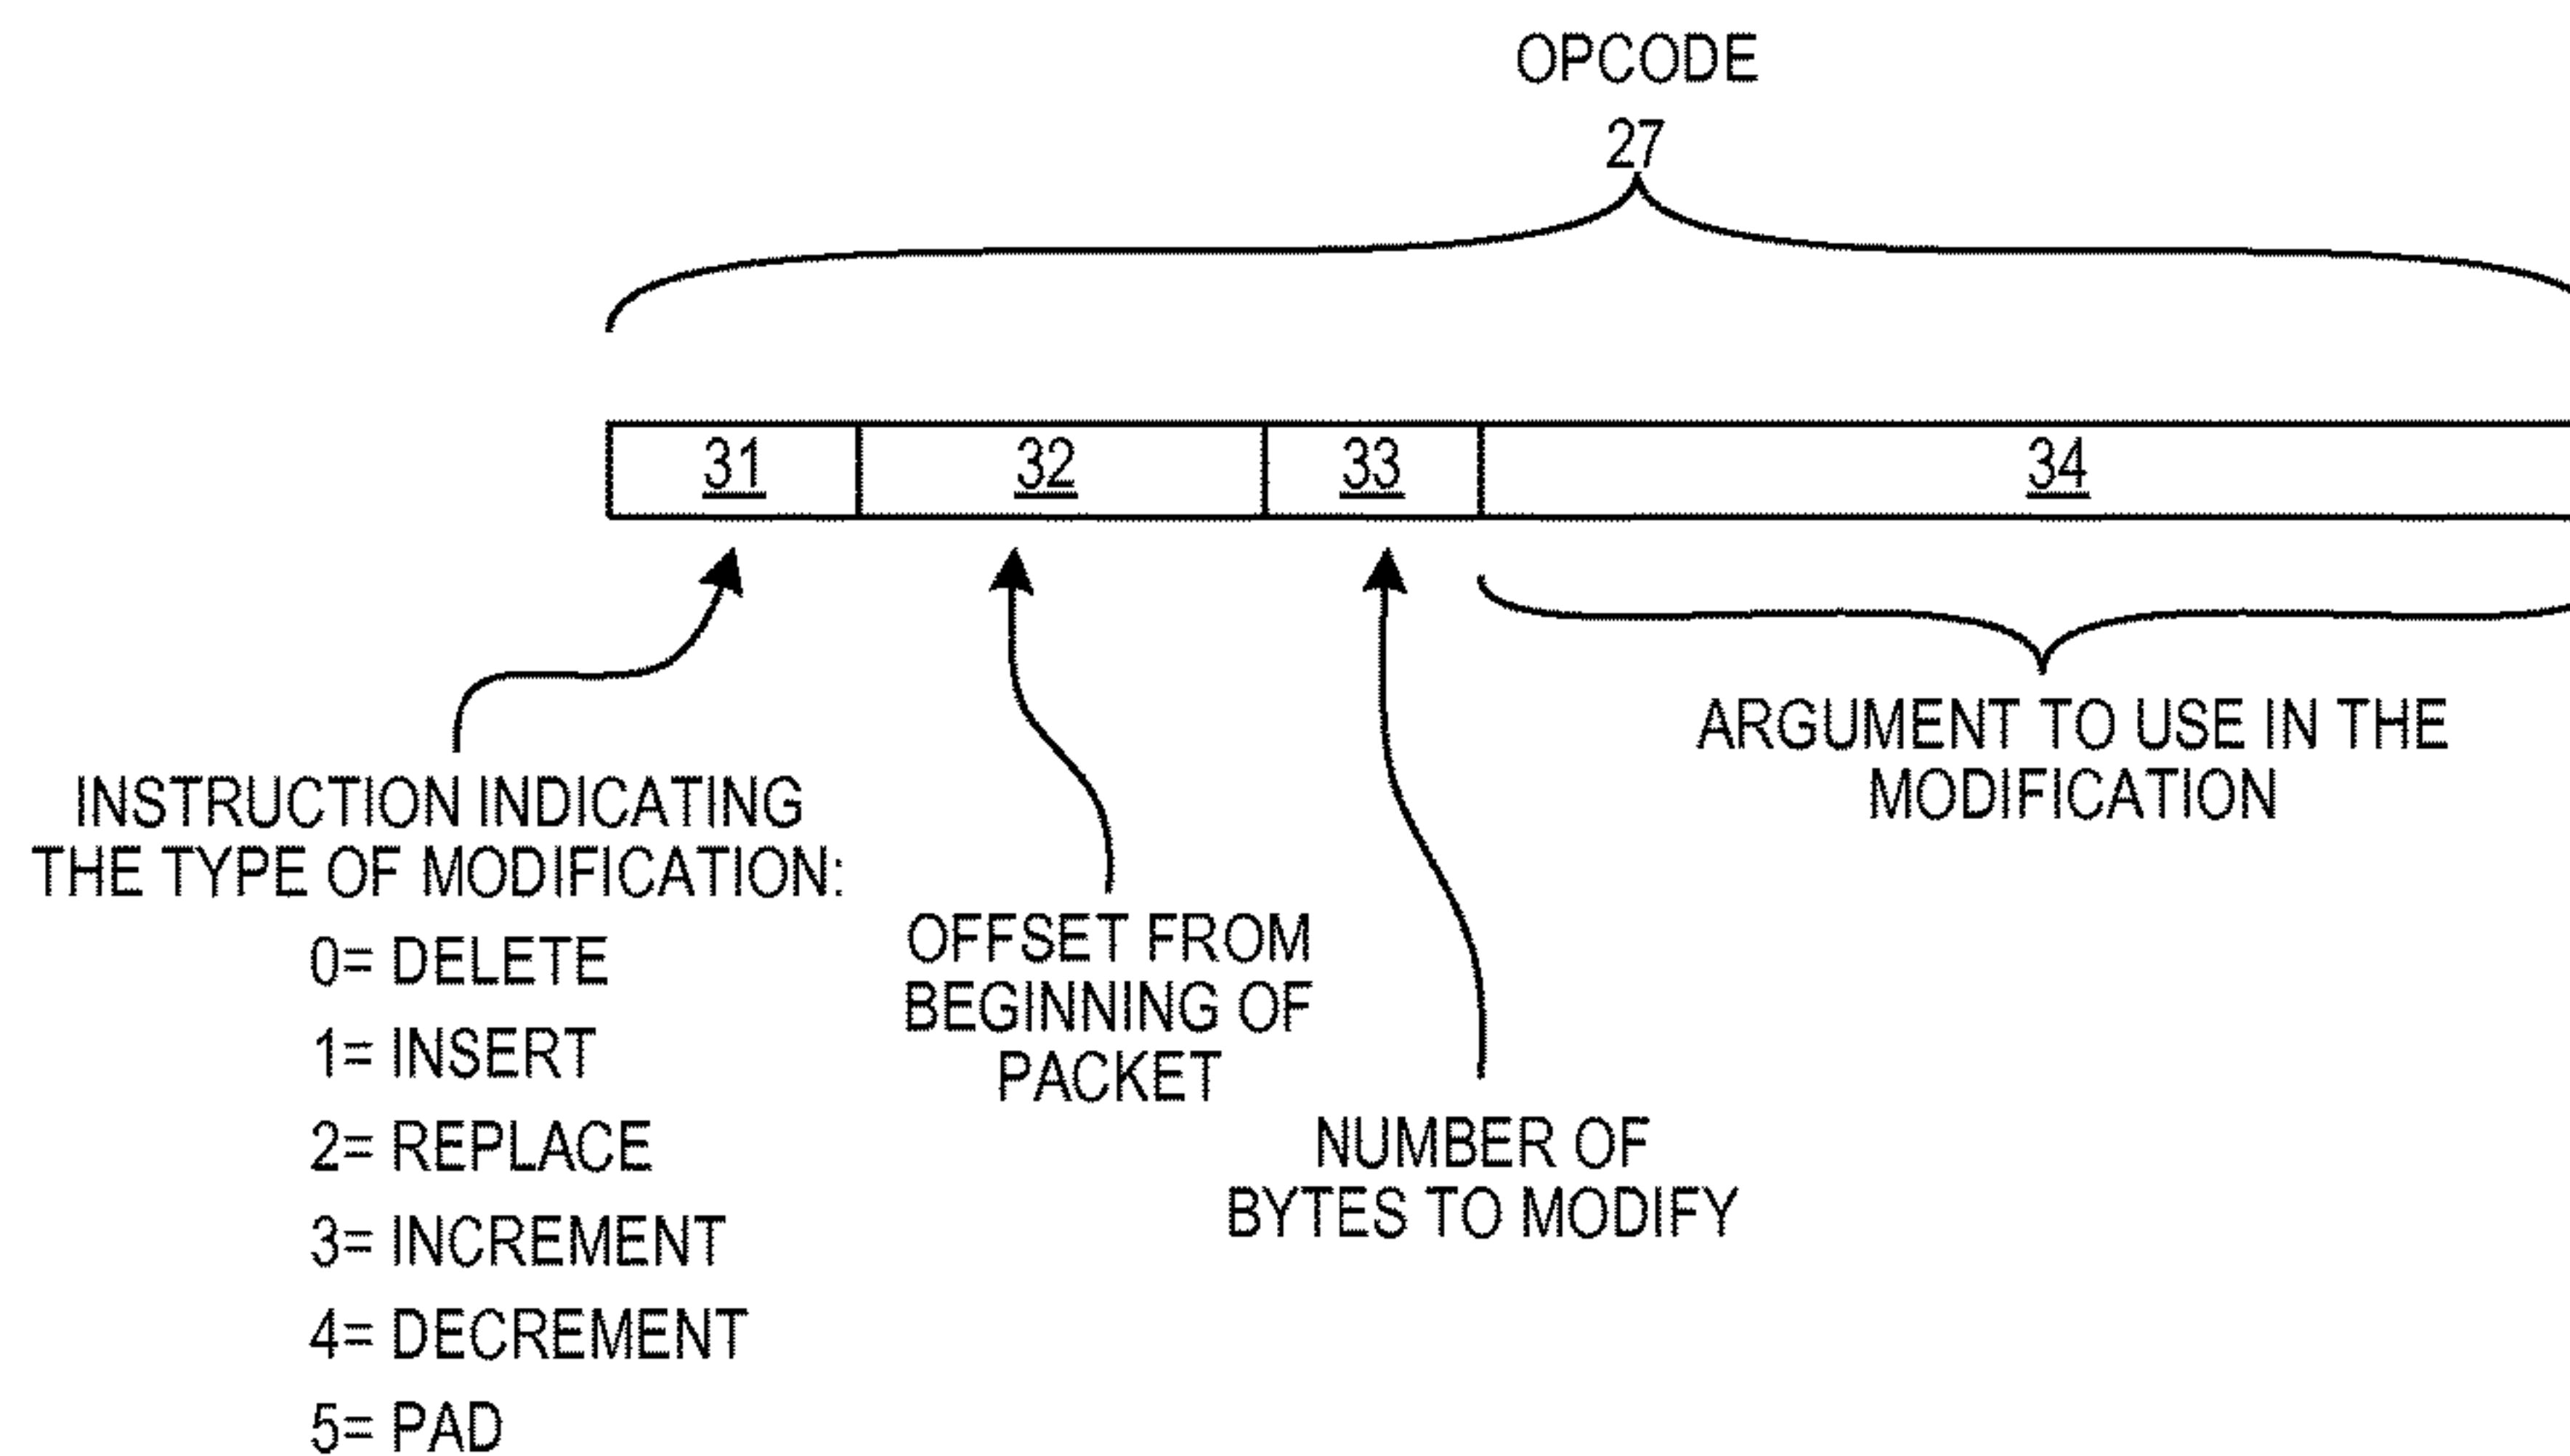 OPCODE
27
31 32 33 34
INSTRUCTION INDICATING
THE TYPE OF MODIFICATION:
0= DELETE
1= INSERT
2= REPLACE
3= INCREMENT
4= DECREMENT
5= PAD
OFFSET FROM
BEGINNING OF
PACKET
NUMBER OF
BYTES TO MODIFY
ARGUMENT TO USE IN THE
MODIFICATION